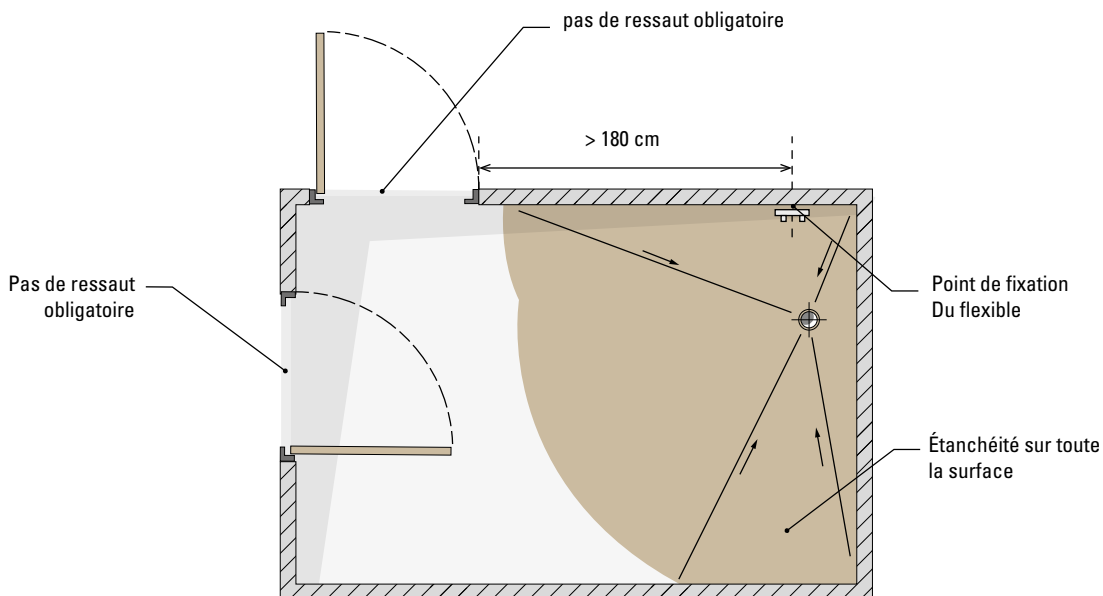 pas de ressaut obligatoire
> 180 cm
Pas de ressaut
obligatoire
Point de fixation
Du flexible
Étanchéité sur toute
la surface